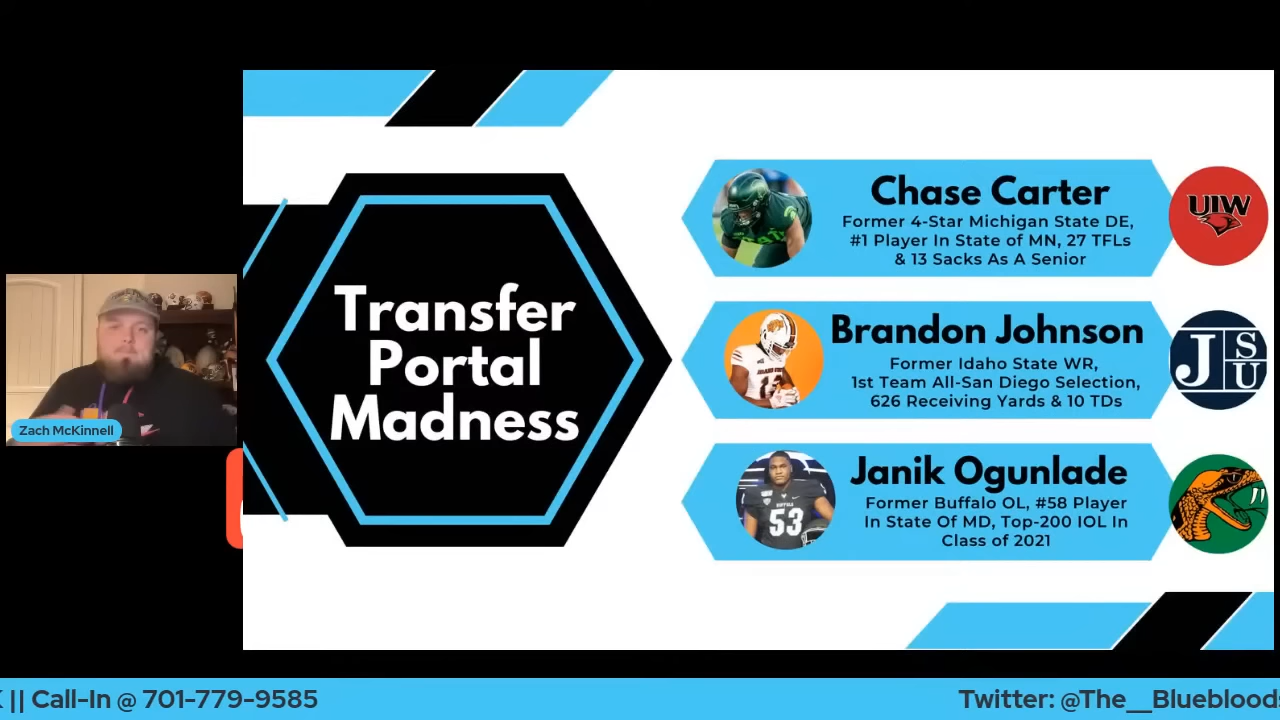 Transfer
Portal
Madness
Chase Carter
Former 4-Star Michigan State DE,
#1 Player In State of MN, 27 TFLs
& 13 Sacks As A Senior
UIW
Brandon Johnson
Former Idaho State WR,
1st Team All-San Diego Selection,
626 Receiving Yards & 10 TDs
JSU
Janik Ogunlade
Former Buffalo OL, #58 Player
In State Of MD, Top-200 IOL In
Class of 2021
BUFFALO
53
Zach McKinnell
|| Call-In @ 701-779-9585
Twitter: @The__Bluebloods